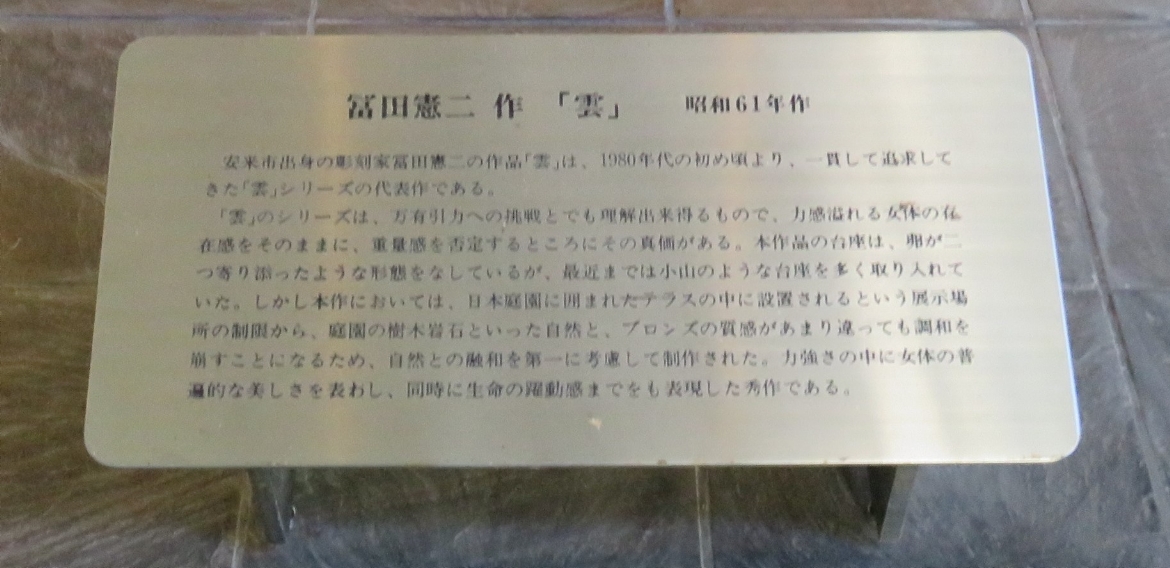 冨田憲二 作 「雲」 昭和61年作
安来市出身の彫刻家冨田憲二の作品「雲」は、1980年代の初め頃より、一貫して追求して
きた「雲」シリーズの代表作である。
「雲」のシリーズは、万有引力への挑戦とでも理解出来得るもので、力感溢れる女体の存
在感をそのままに、重量感を否定するところにその真価がある。本作品の台座は、卵が二
つ寄り添ったような形態をなしているが、最近までは小山のような台座を多く取り入れて
いた。しかし本作においては、日本庭園に囲まれたテラスの中に設置されるという展示場
所の制限から、庭園の樹木岩石といった自然と、ブロンズの質感があまり違っても調和を
崩すことになるため、自然との融和を第一に考慮して制作された。力強さの中に女体の普
遍的な美しさを表わし、同時に生命の躍動感までをも表現した秀作である。